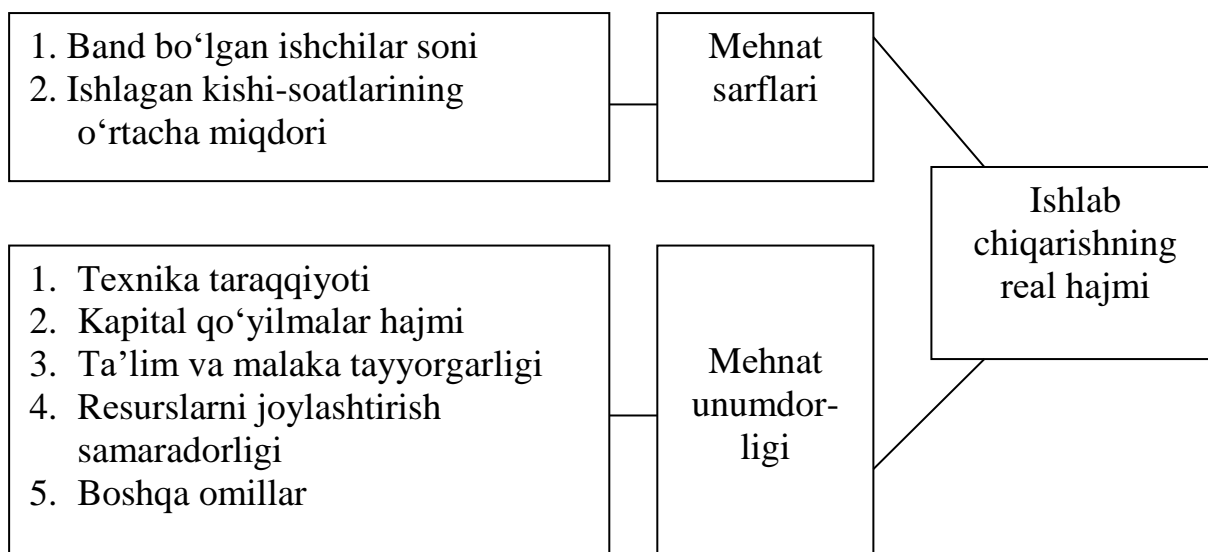 1. Band bo‘lgan ishchilar soni
2. Ishlagan kishi-soatlarining
o‘rtacha miqdori
Mehnat
sarflari
1. Texnika taraqqiyoti
2. Kapital qo‘yilmalar hajmi
3. Ta’lim va malaka tayyorgarligi
4. Resurslarni joylashtirish
samaradorligi
5. Boshqa omillar
Mehnat
unumdor-
ligi
Ishlab
chiqarishning
real hajmi